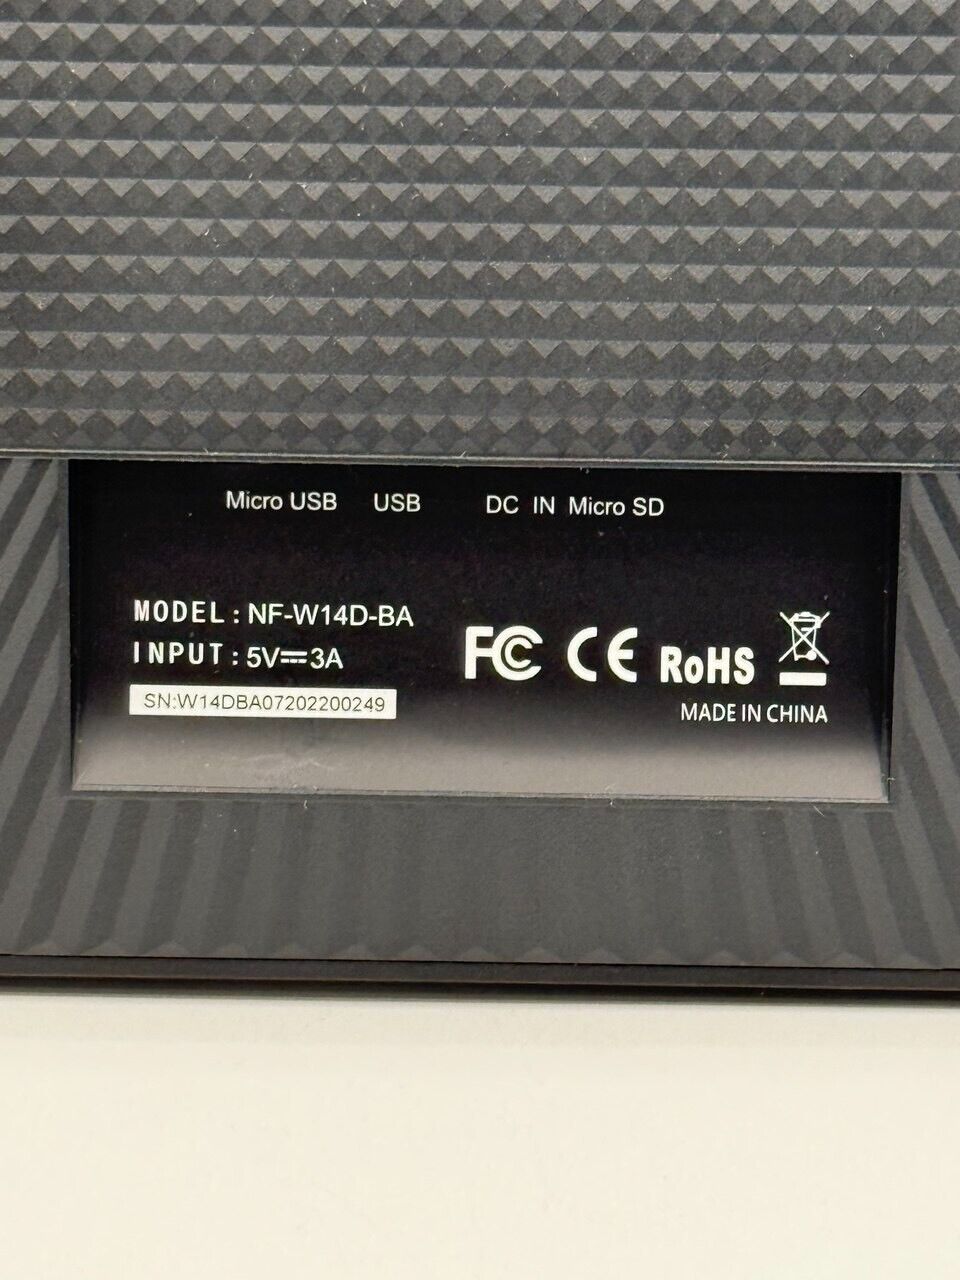 Micro USB USB DC IN Micro SD
MODEL: NF-W14D-BA
INPUT: 5V⎓3A
SN:W14DBA07202200249
FC CE RoHS
MADE IN CHINA